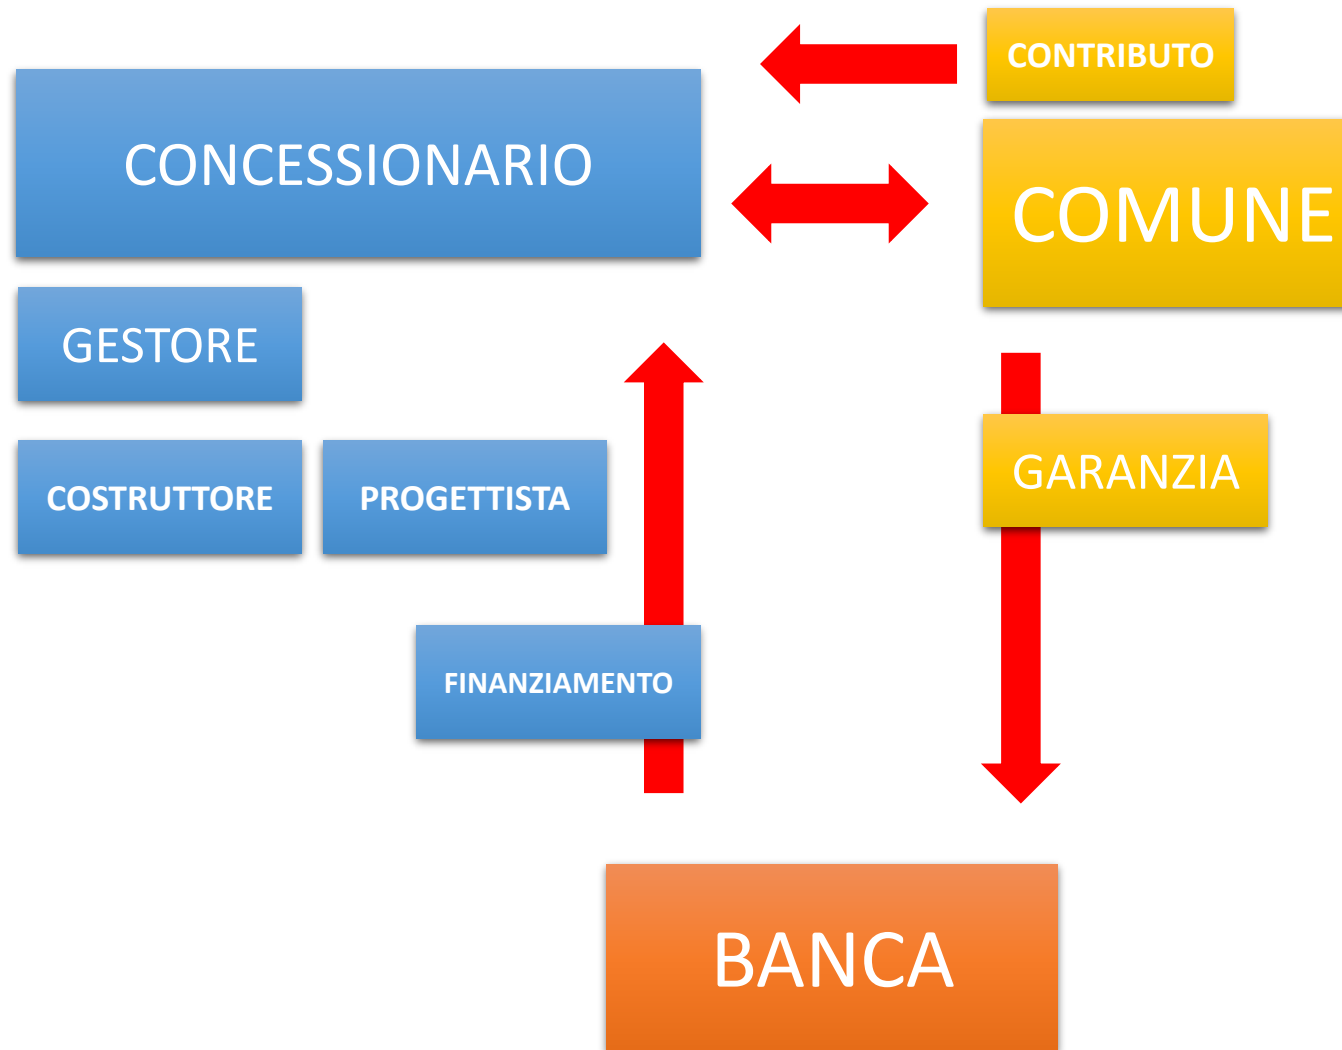 CONTRIBUTO
CONCESSIONARIO
COMUNE
GESTORE
GARANZIA
COSTRUTTORE
PROGETTISTA
FINANZIAMENTO
BANCA